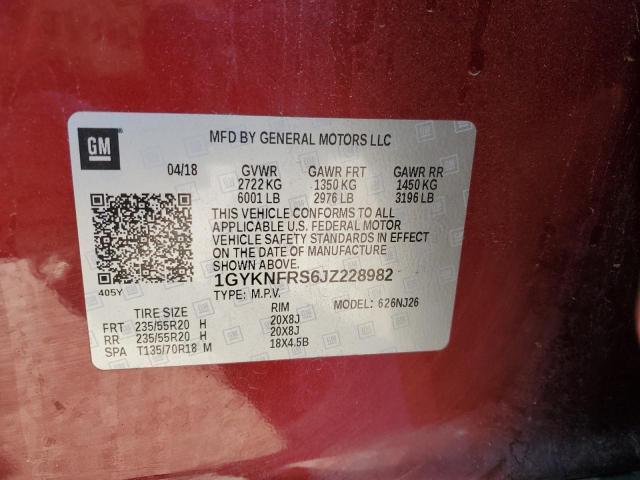 GM
MFD BY GENERAL MOTORS LLC
04/18 GVWR GAWR FRT GAWR RR
2722 KG 1350 KG 1450 KG
6001 LB 2976 LB 3196 LB
THIS VEHICLE CONFORMS TO ALL
APPLICABLE U.S. FEDERAL MOTOR
VEHICLE SAFETY STANDARDS IN EFFECT
ON THE DATE OF MANUFACTURE
SHOWN ABOVE.
1GYKNFRS6JZ228982
405Y
TYPE: M.P.V. MODEL: 626NJ26
TIRE SIZE RIM
FRT 235/55R20 H 20X8J
RR 235/55R20 H 20X8J
SPA T135/70R18 M 18X4.5B